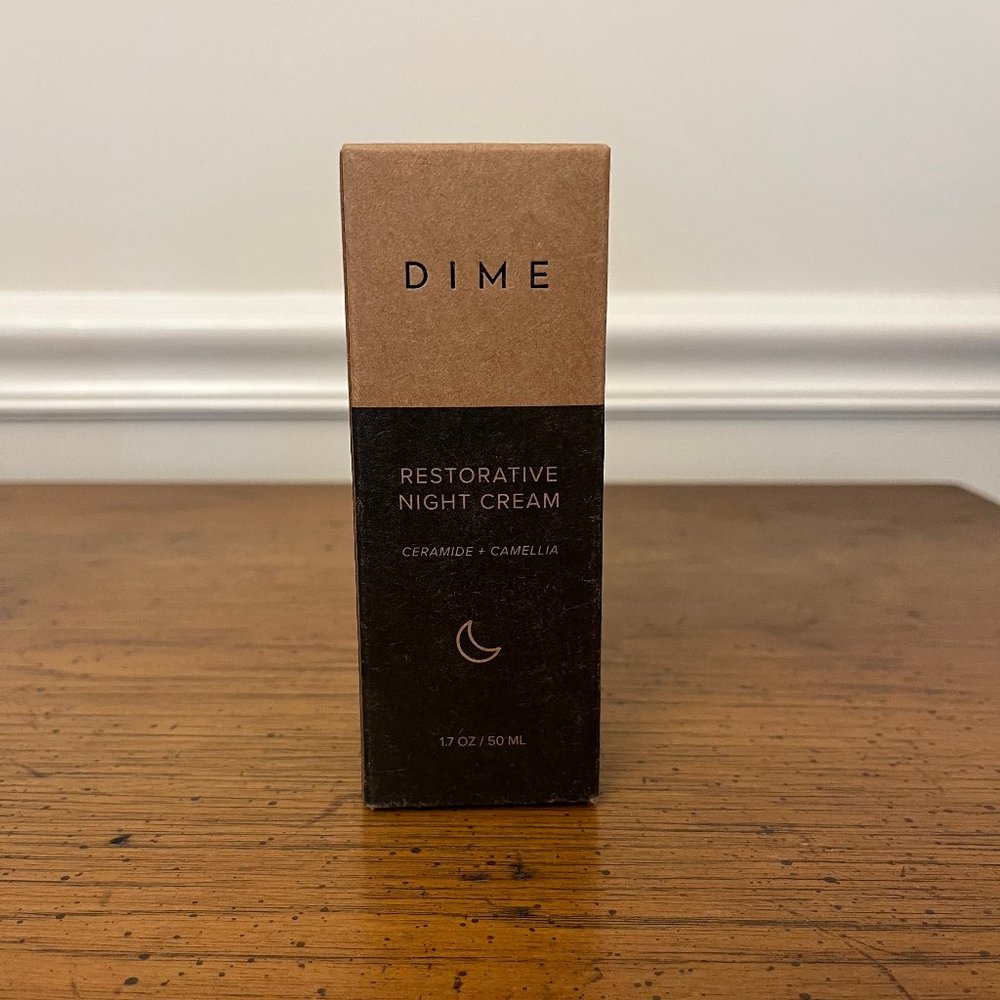 DIME
RESTORATIVE
NIGHT CREAM
CERAMIDE + CAMELLIA
1.7 OZ / 50 ML